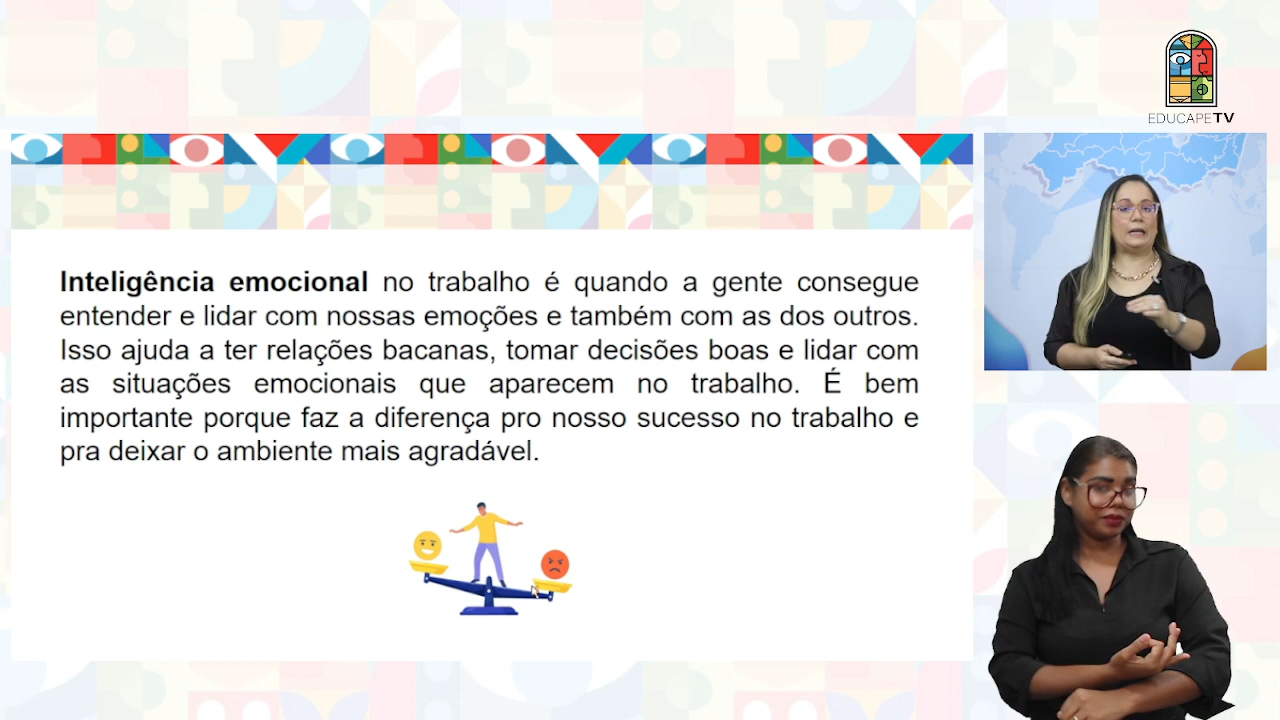 EDUCAPETV
Inteligência emocional no trabalho é quando a gente consegue
entender e lidar com nossas emoções e também com as dos outros.
Isso ajuda a ter relações bacanas, tomar decisões boas e lidar com
as situações emocionais que aparecem no trabalho. É bem
importante porque faz a diferença pro nosso sucesso no trabalho e
pra deixar o ambiente mais agradável.